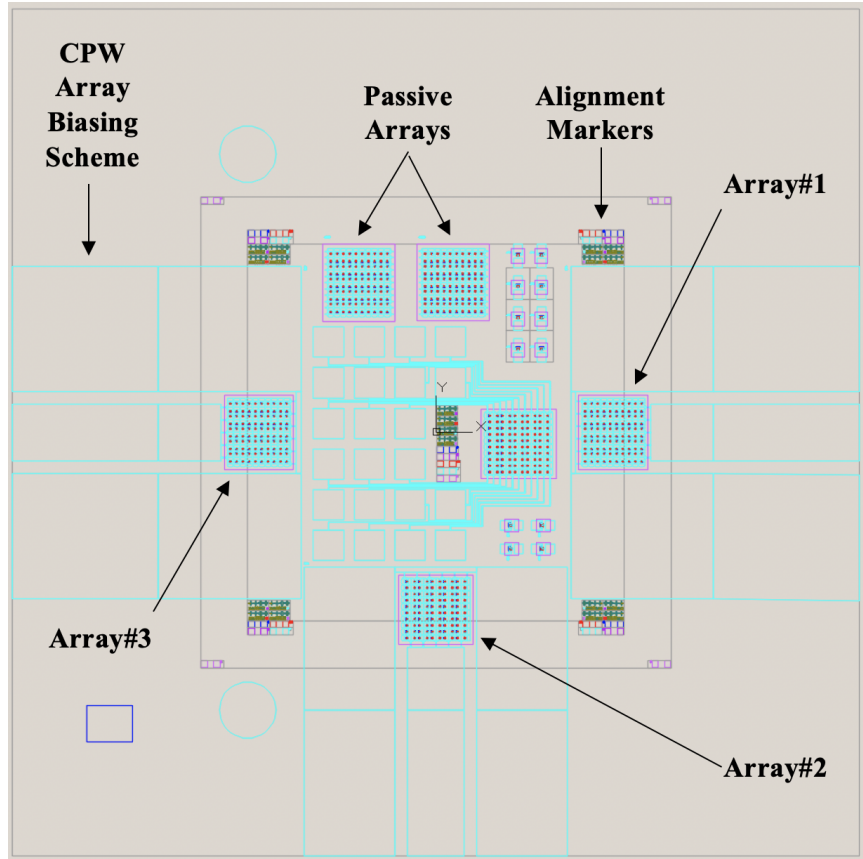 CPW
Array
Biasing
Scheme
Passive
Arrays
Alignment
Markers
Array#1
Y
X
Array#3
Array#2